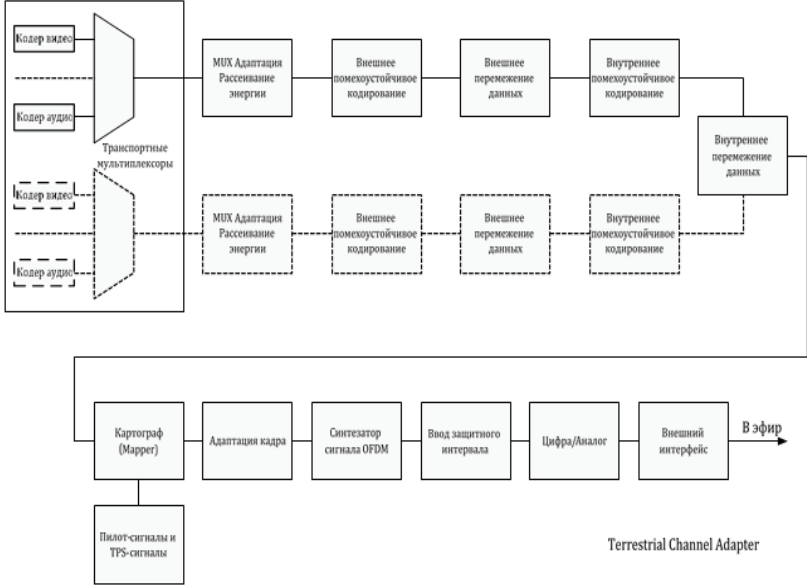 Кодер видео
Кодер аудио
Транспортные
мультиплексоры
Кодер видео
Кодер аудио
MUX Адаптация
Рассеивание
энергии
Внешнее
помехоустойчивое
кодирование
Внешнее
перемежение
данных
Внутреннее
помехоустойчивое
кодирование
Внутреннее
перемежение
данных
MUX Адаптация
Рассеивание
энергии
Внешнее
помехоустойчивое
кодирование
Внешнее
перемежение
данных
Внутреннее
помехоустойчивое
кодирование
Картограф
(Mapper)
Адаптация кадра
Синтезатор
сигнала OFDM
Ввод защитного
интервала
Цифра/Аналог
Внешний
интерфейс
В эфир
Пилот-сигналы и
TPS-сигналы
Terrestrial Channel Adapter